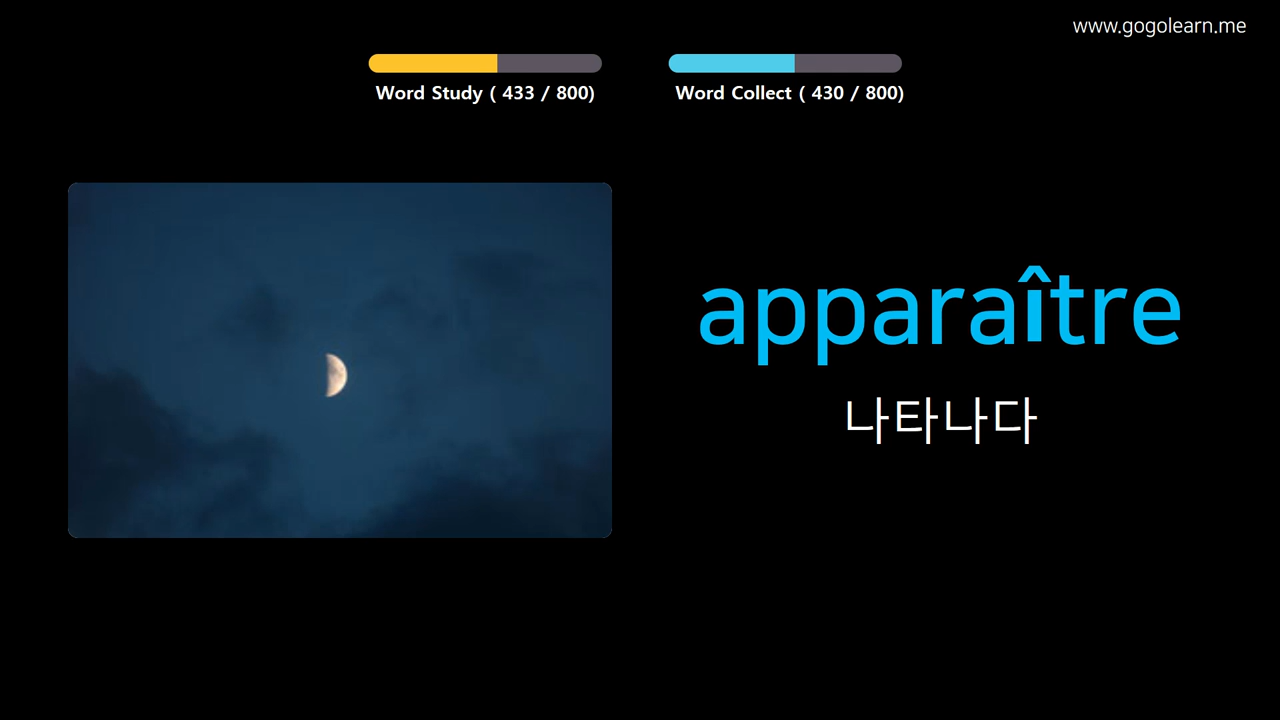 www.gogolearn.me
Word Study ( 433 / 800)
Word Collect ( 430 / 800)
apparaître
나타나다